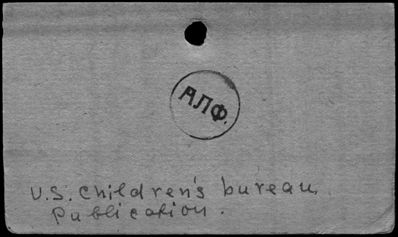 АЛФ.
U.S. Children's bureau.
Publication.